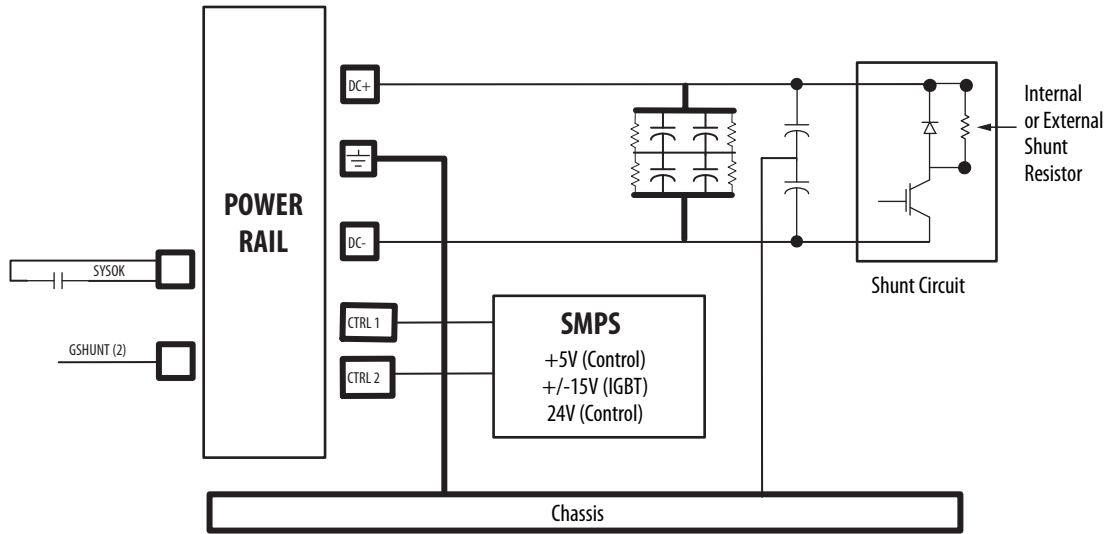 DC+
Internal
or External
Shunt
Resistor
POWER
RAIL
DC-
SYSOK
Shunt Circuit
CTRL 1
SMPS
+5V (Control)
+/-15V (IGBT)
24V (Control)
GSHUNT (2)
CTRL 2
Chassis